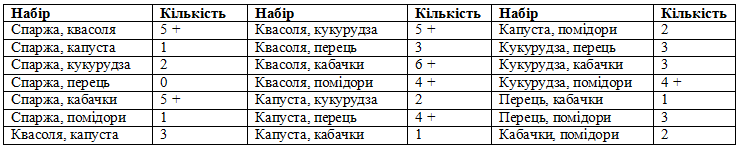 Набір Кількість Набір Кількість Набір Кількість
Спаржа, квасоля 5 + Квасоля, кукурудза 5 + Капуста, помідори 2
Спаржа, капуста 1 Квасоля, перець 3 Кукурудза, перець 3
Спаржа, кукурудза 2 Квасоля, кабачки 6 + Кукурудза, кабачки 3
Спаржа, перець 0 Квасоля, помідори 4 + Кукурудза, помідори 4 +
Спаржа, кабачки 5 + Капуста, кукурудза 2 Перець, кабачки 1
Спаржа, помідори 1 Капуста, перець 4 + Перець, помідори 3
Квасоля, капуста 3 Капуста, кабачки 1 Кабачки, помідори 2